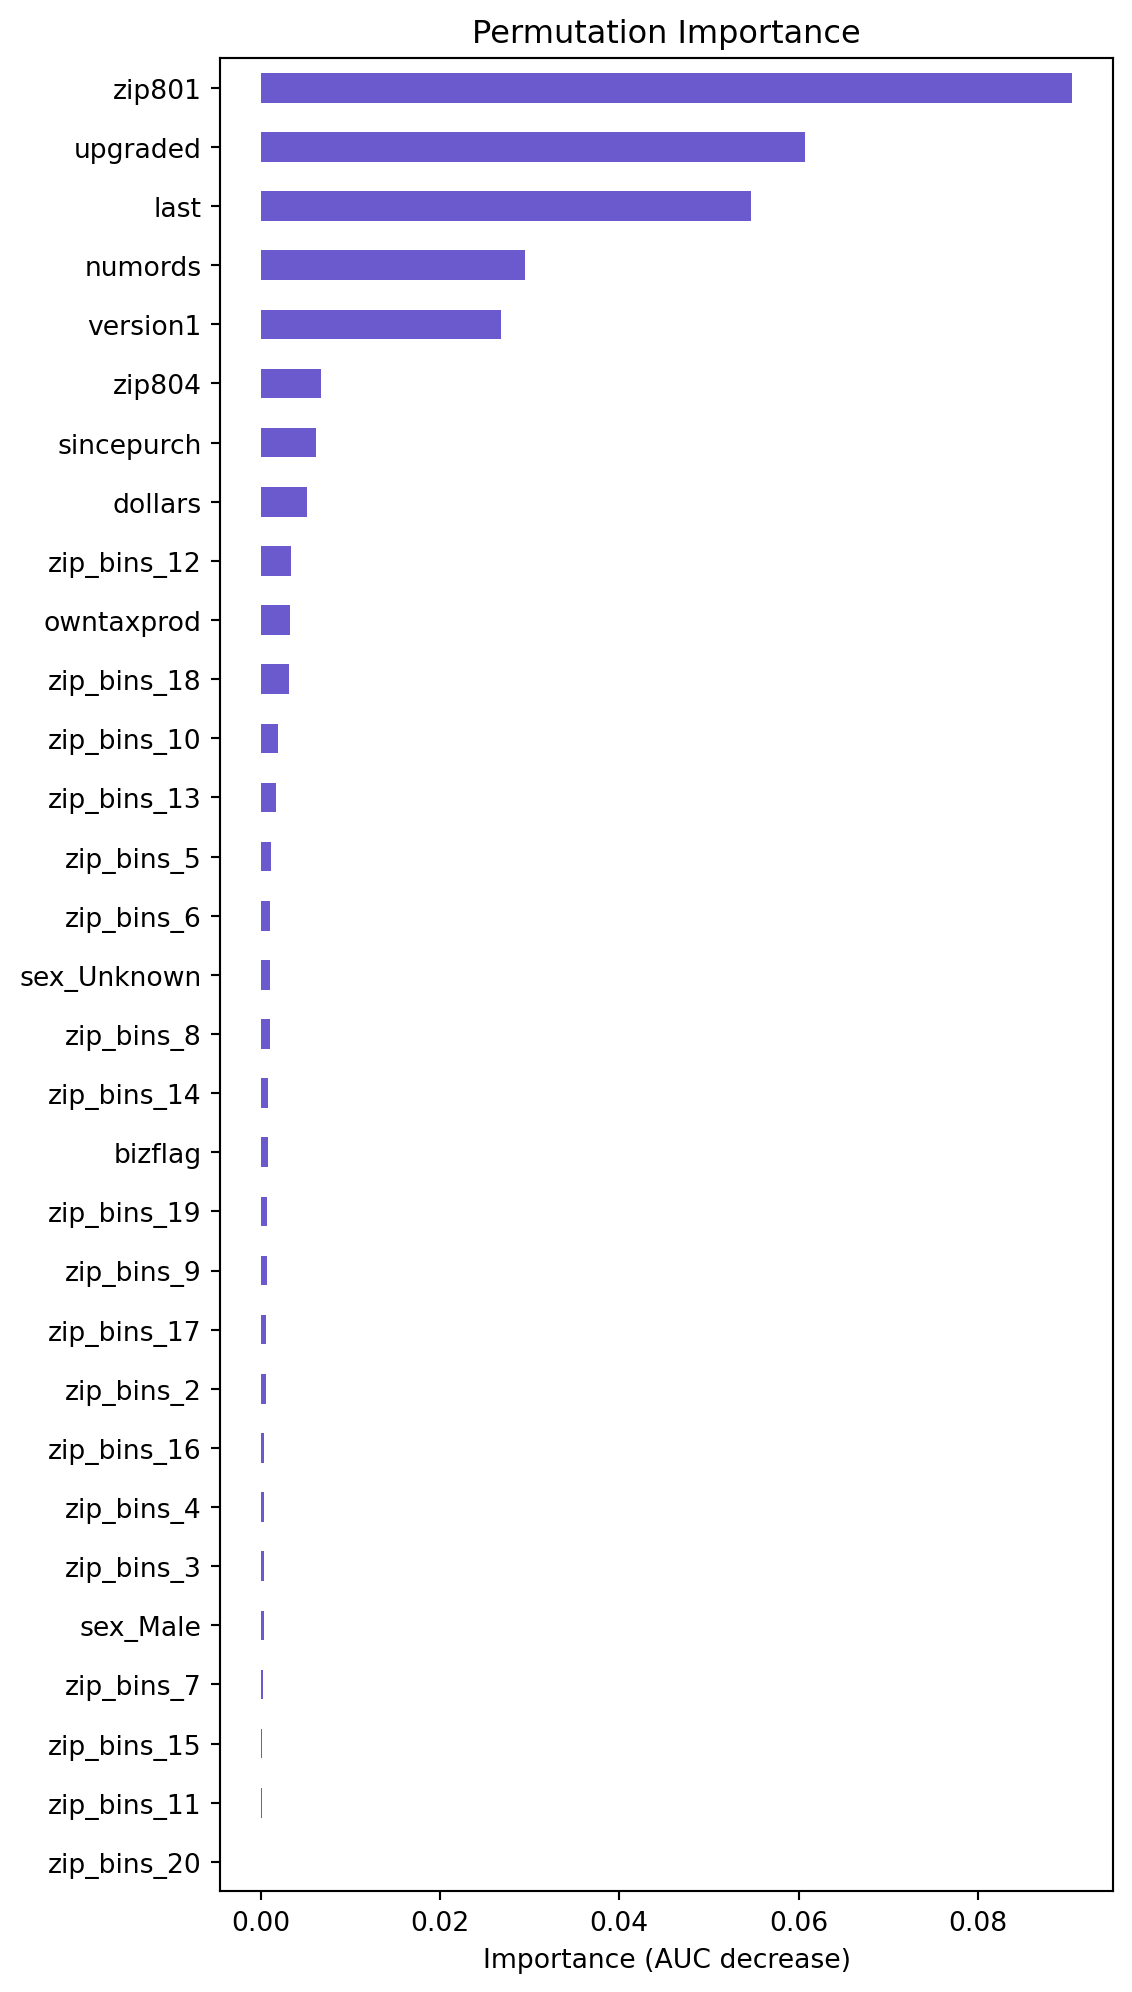 Permutation Importance
zip801
upgraded
last
numords
version1
zip804
sincepurch
dollars
zip_bins_12
owntaxprod
zip_bins_18
zip_bins_10
zip_bins_13
zip_bins_5
zip_bins_6
sex_Unknown
zip_bins_8
zip_bins_14
bizflag
zip_bins_19
zip_bins_9
zip_bins_17
zip_bins_2
zip_bins_16
zip_bins_4
zip_bins_3
sex_Male
zip_bins_7
zip_bins_15
zip_bins_11
zip_bins_20
0.00 0.02 0.04 0.06 0.08
Importance (AUC decrease)